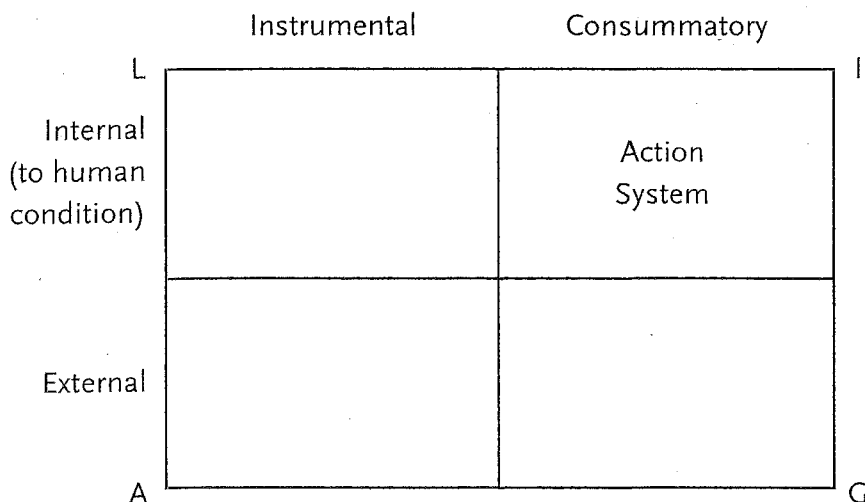 Instrumental Consummatory
L I
Internal
(to human
condition)
Action
System
External
A G